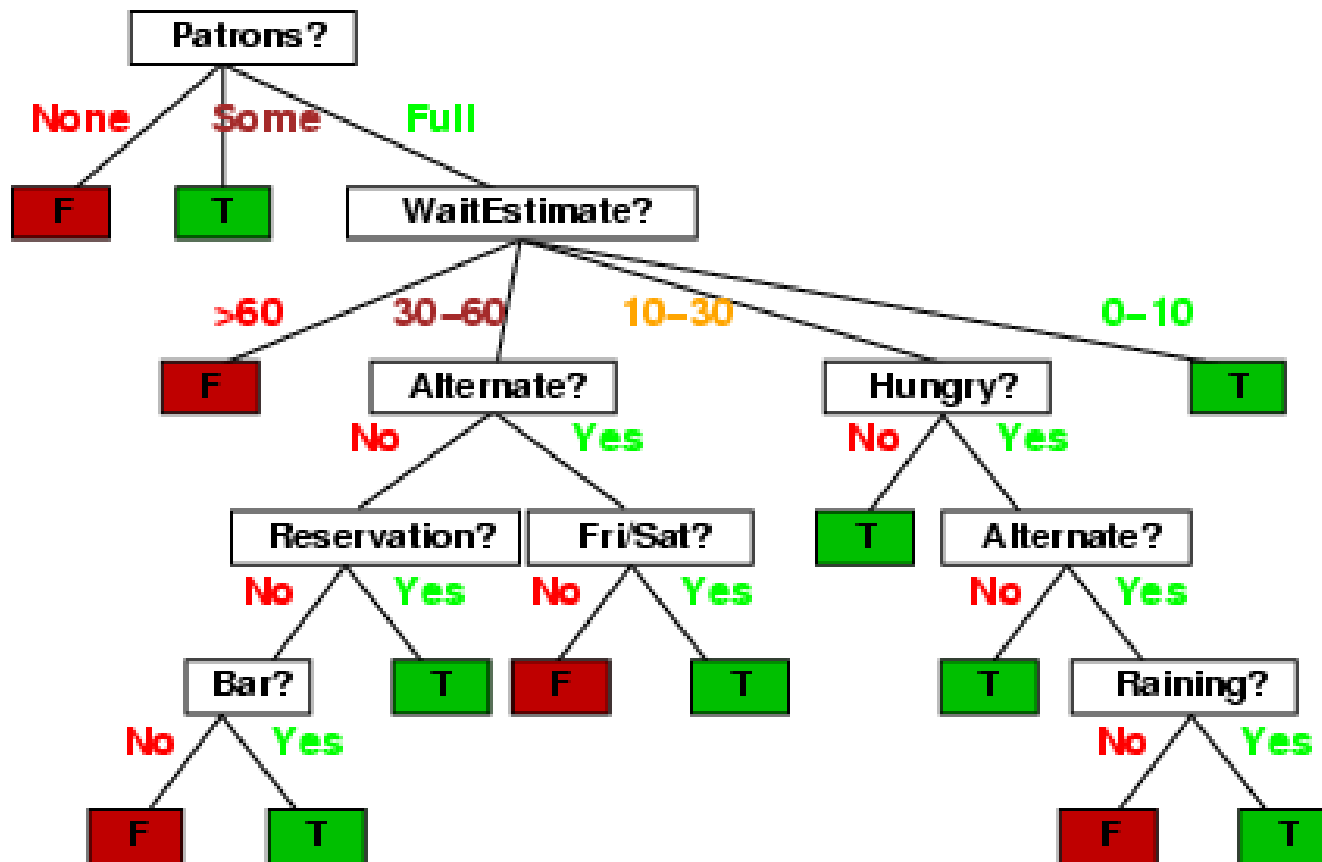 Patrons?
None Some Full
F T WaitEstimate?
>60 30–60 10–30 0–10
F Alternate? Hungry? T
No Yes No Yes
Reservation? Fri/Sat? T Alternate?
No Yes No Yes No Yes
Bar? T F T T Raining?
No Yes No Yes
F T F T